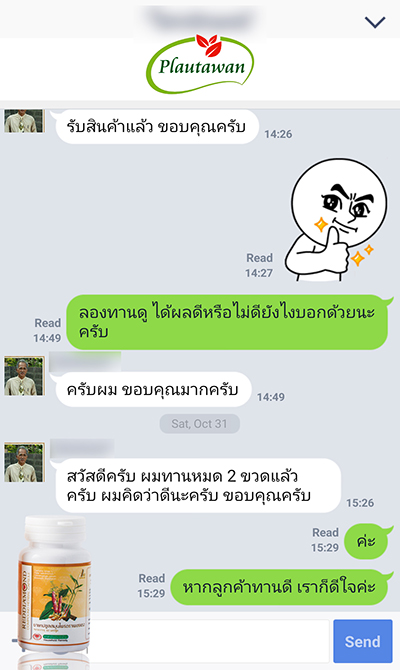 Plautawan
รับสินค้าแล้ว ขอบคุณครับ
14:26
Read
14:27
ลองทานดู ได้ผลดีหรือไม่ดียังไงบอกด้วยนะ
ครับ
Read
14:49
ครับผม ขอบคุณมากครับ
14:49
Sat, Oct 31
สวัสดีครับ ผมทานหมด 2 ขวดแล้ว
ครับ ผมคิดว่าดีนะครับ ขอบคุณครับ
15:26
Read
15:29
ค่ะ
Read
15:29
หากลูกค้าทานดี เราก็ดีใจค่ะ
REDDIAMOND
Send